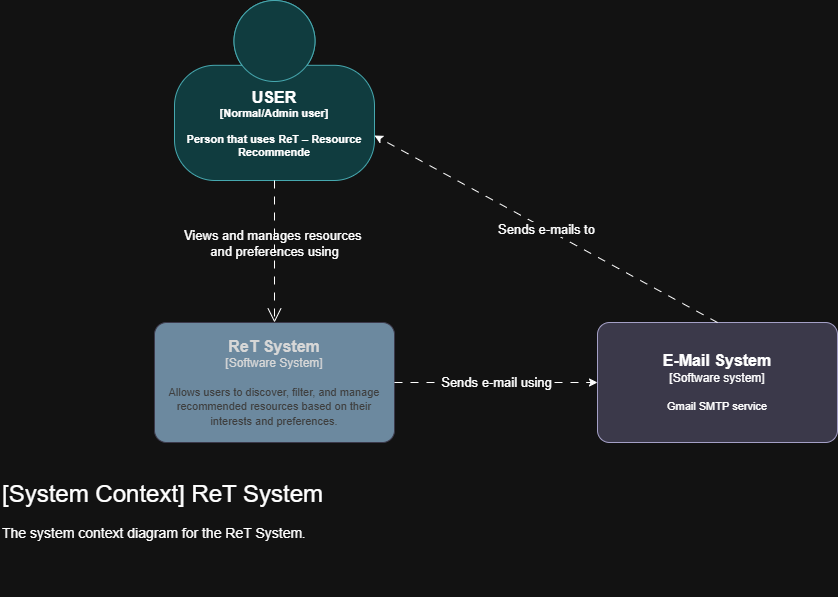 USER
[Normal/Admin user]
Person that uses ReT – Resource
Recommende
Views and manages resources
and preferences using
Sends e-mails to
ReT System
[Software System]
Allows users to discover, filter, and manage
recommended resources based on their
interests and preferences.
Sends e-mail using
E-Mail System
[Software system]
Gmail SMTP service
[System Context] ReT System
The system context diagram for the ReT System.